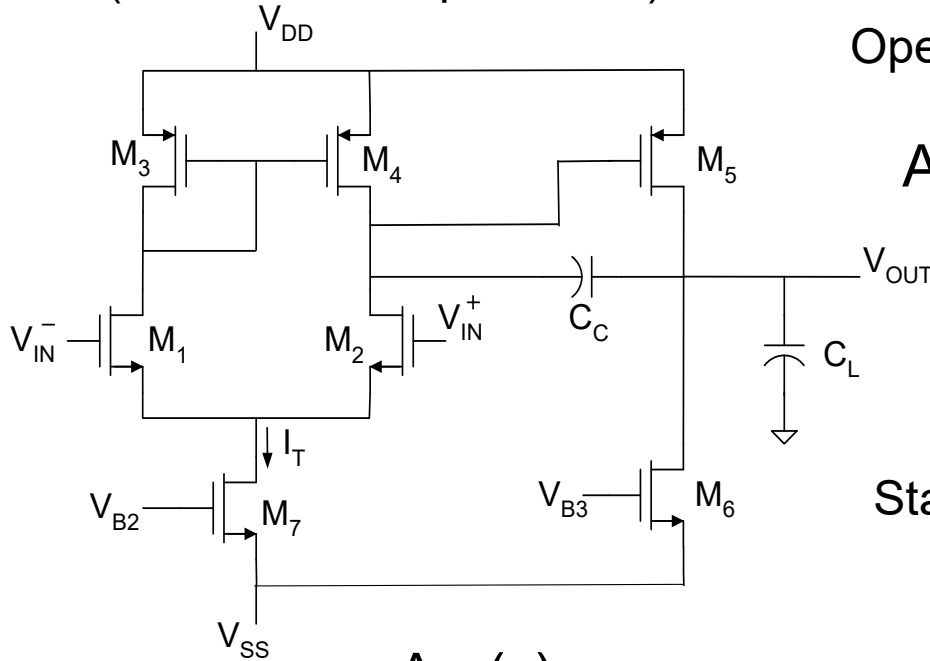 V_DD
Ope
M_3
M_4
M_5
A
V_OUT
V_IN^-
M_1
M_2
V_IN^+
C_C
C_L
I_T
V_B2
M_7
V_B3
M_6
Sta
V_SS